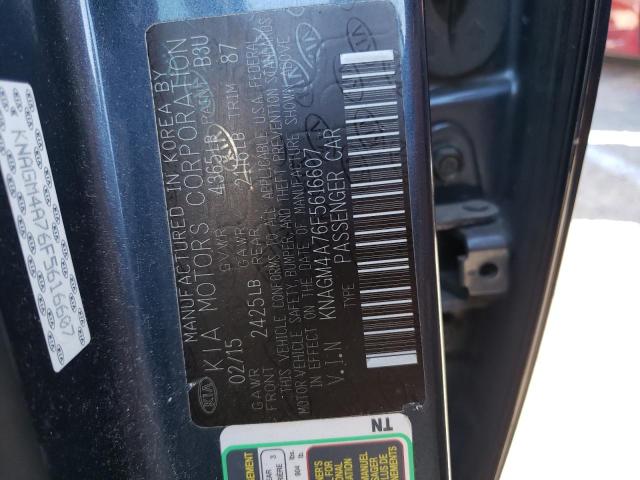 MANUFACTURED IN KOREA BY
KIA MOTORS CORPORATION
02/15 GVWR 4965LB PAINT B3U
GAWR FRONT 2425LB GAWR REAR TRIM 87
THIS VEHICLE CONFORMS TO ALL APPLICABLE U.S.A. FEDERAL
MOTOR VEHICLE SAFETY, BUMPER, AND THEFT PREVENTION STANDARDS
IN EFFECT ON THE DATE OF MANUFACTURE SHOWN ABOVE
V.I.N KNAGM4A76F5616607
TYPE PASSENGER CAR
KIA
KNAGM4A76F5616607
TN